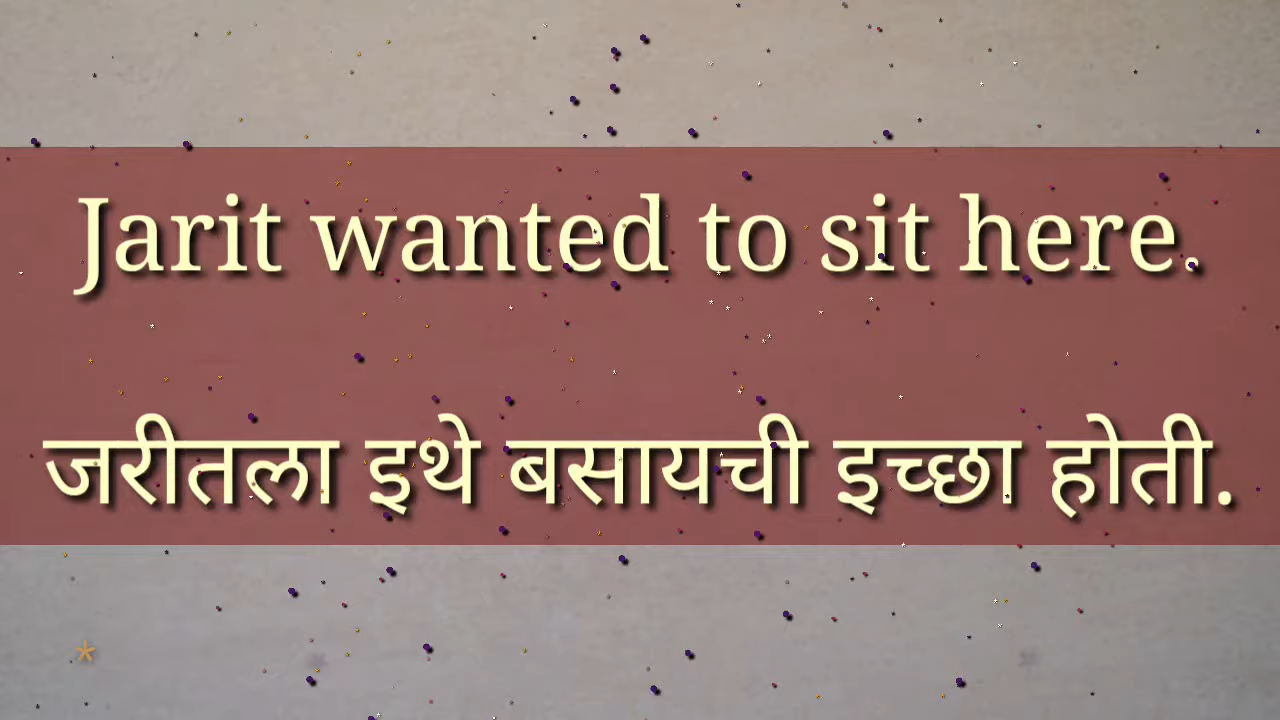 Jarit wanted to sit here.
जरीतला इथे बसायची इच्छा होती.